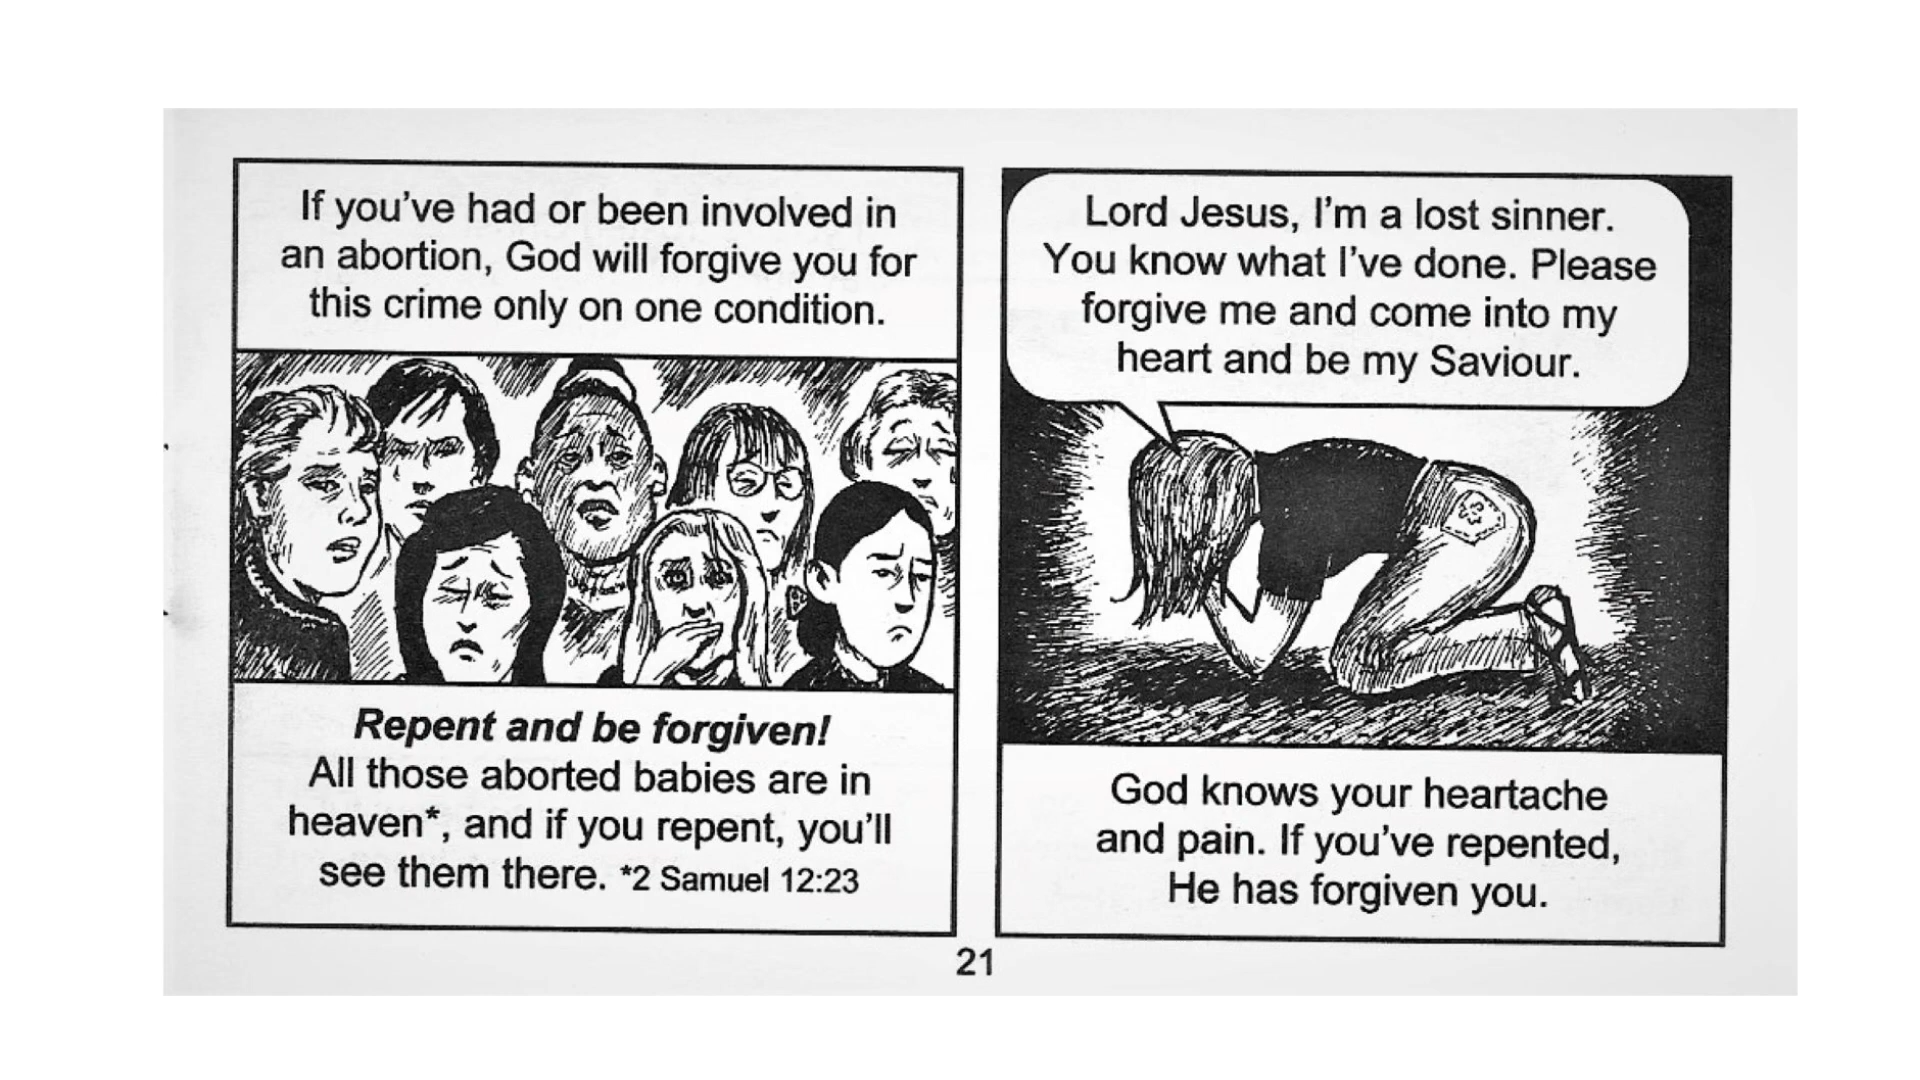 If you've had or been involved in
an abortion, God will forgive you for
this crime only on one condition.
Repent and be forgiven!
All those aborted babies are in
heaven*, and if you repent, you'll
see them there. *2 Samuel 12:23
Lord Jesus, I'm a lost sinner.
You know what I've done. Please
forgive me and come into my
heart and be my Saviour.
God knows your heartache
and pain. If you've repented,
He has forgiven you.
21